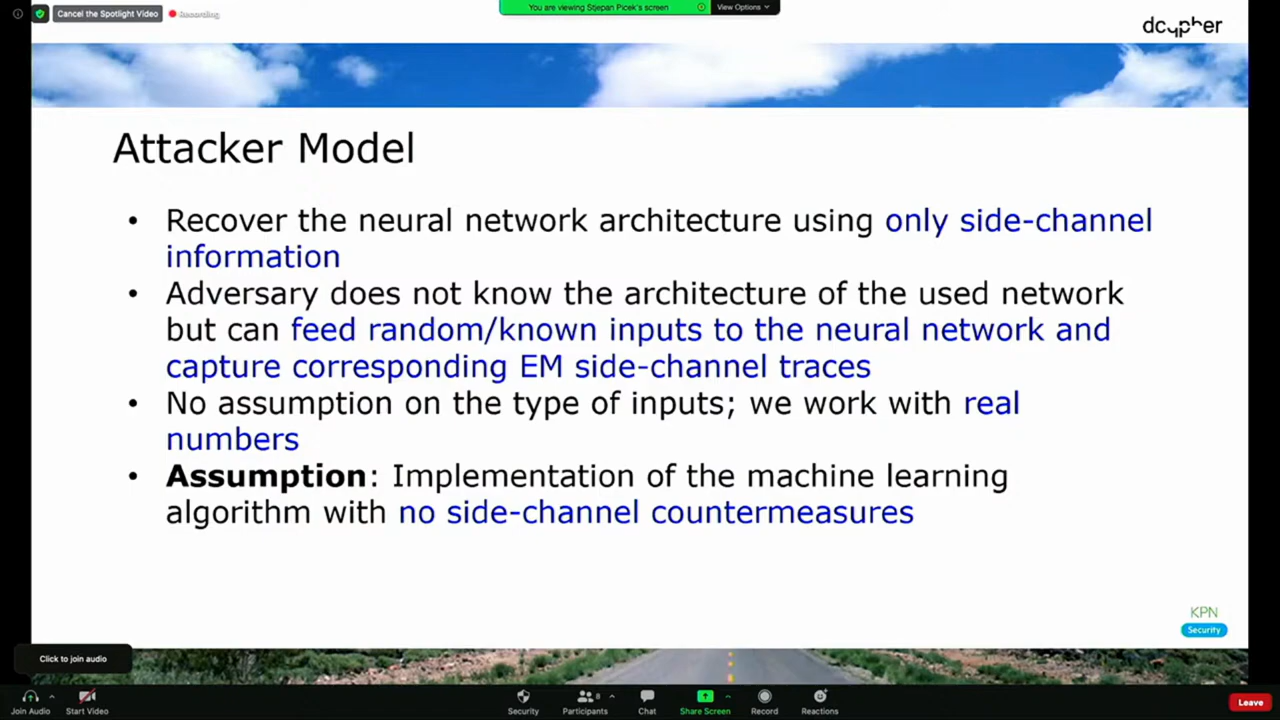 Cancel the Spotlight Video
Recording
You are viewing Stjepan Picek's screen
View Options
dcypher
Attacker Model
• Recover the neural network architecture using only side-channel
information
• Adversary does not know the architecture of the used network
but can feed random/known inputs to the neural network and
capture corresponding EM side-channel traces
• No assumption on the type of inputs; we work with real
numbers
• Assumption: Implementation of the machine learning
algorithm with no side-channel countermeasures
KPN
Security
Click to join audio
Join Audio
Start Video
Security
Participants
8
Chat
Share Screen
Record
Reactions
Leave